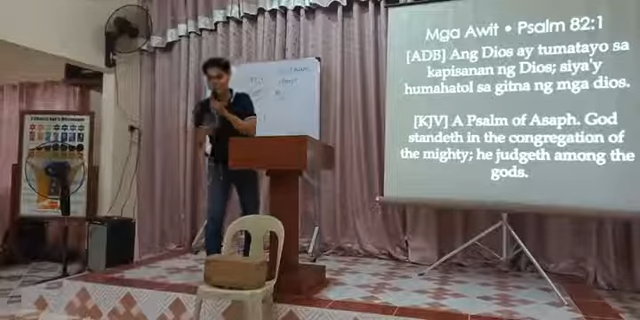 Mga Awit • Psalm 82:1
[ADB] Ang Dios ay tumatayo sa
kapisanan ng Dios; siya'y
humahatol sa gitna ng mga dios.
[KJV] A Psalm of Asaph. God
standeth in the congregation of
the mighty; he judgeth among the
gods.